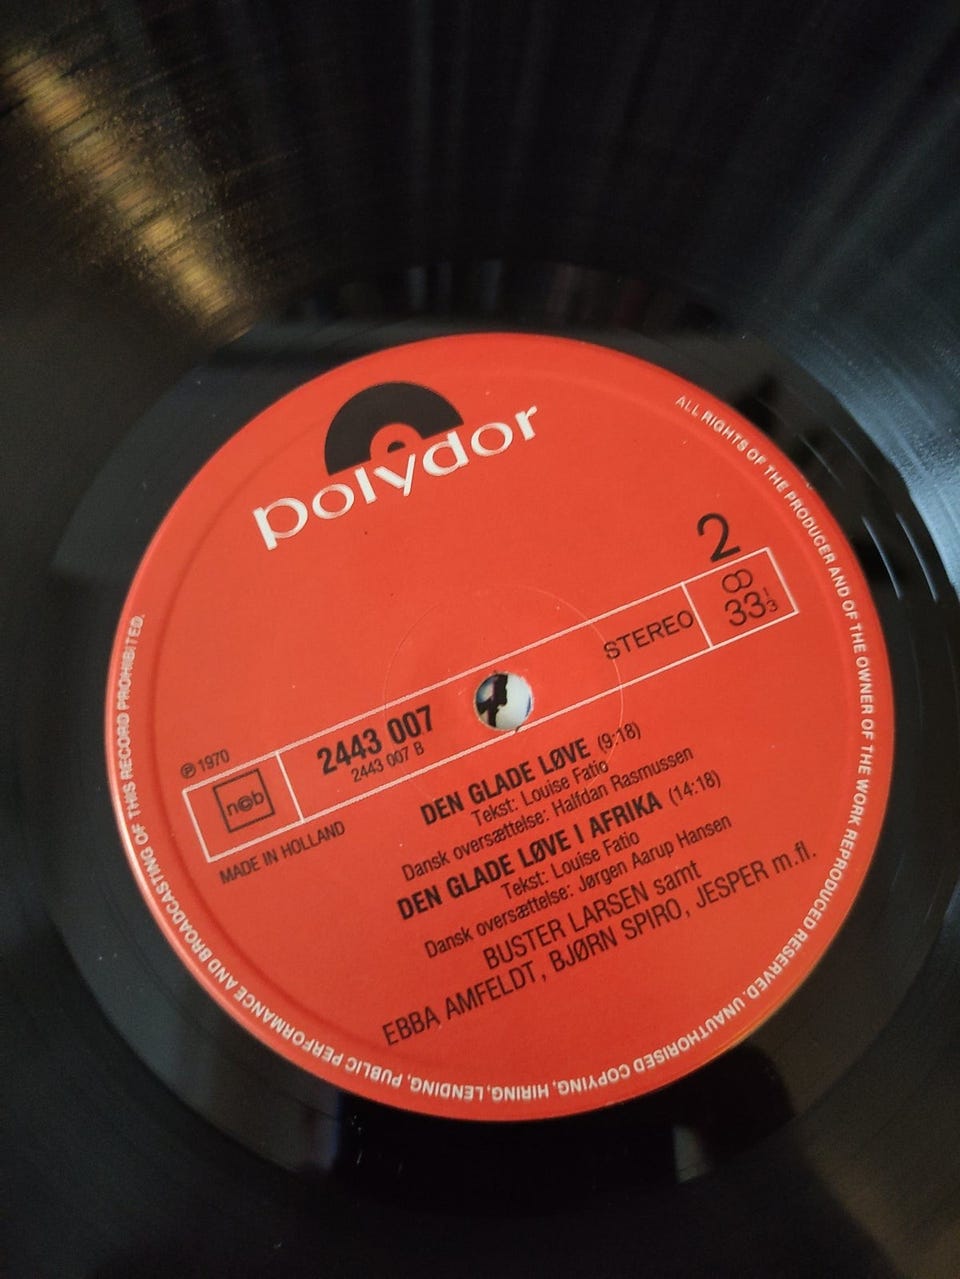 polydor
2
STEREO
33⅓
℗ 1970
ncb
2443 007
2443 007 B
MADE IN HOLLAND
DEN GLADE LØVE (9:18)
Tekst: Louise Fatio
Dansk oversættelse: Halfdan Rasmussen
DEN GLADE LØVE I AFRIKA (14:18)
Tekst: Louise Fatio
Dansk oversættelse: Jørgen Aarup Hansen
BUSTER LARSEN samt
EBBA AMFELDT, BJØRN SPIRO, JESPER m.fl.
ALL RIGHTS OF THE PRODUCER AND OF THE OWNER OF THE WORK REPRODUCED RESERVED. UNAUTHORISED COPYING, HIRING, LENDING, PUBLIC PERFORMANCE AND BROADCASTING OF THIS RECORD PROHIBITED.